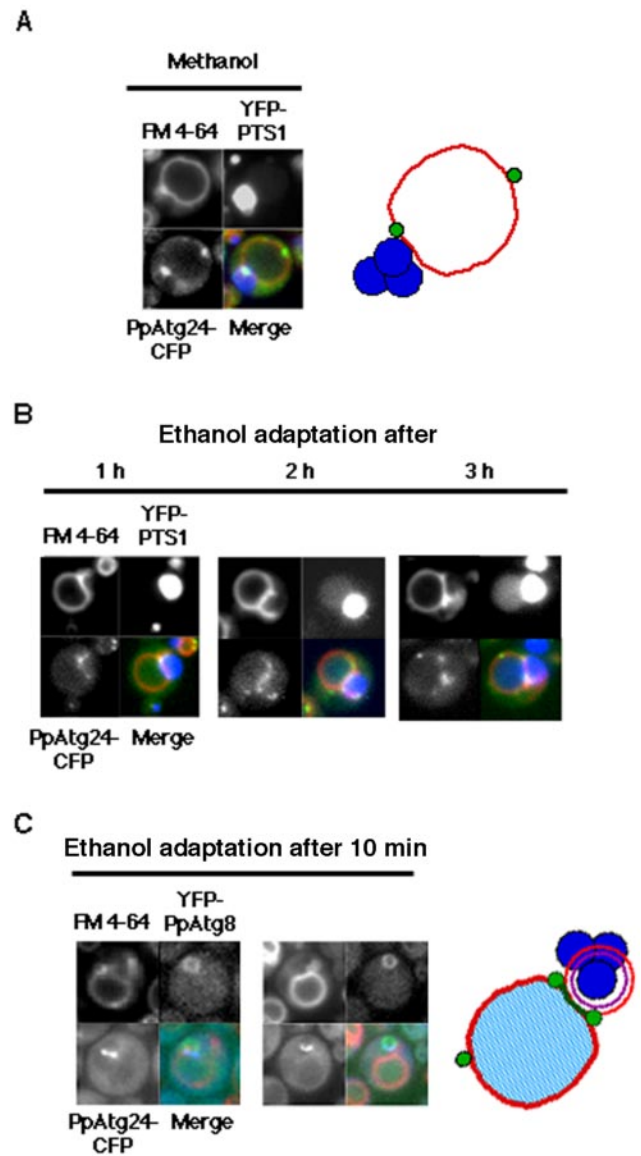 A
Methanol
FM 4-64 YFP-PTS1
PpAtg24-CFP Merge
B
Ethanol adaptation after
1 h 2 h 3 h
FM 4-64 YFP-PTS1
PpAtg24-CFP Merge
C
Ethanol adaptation after 10 min
FM 4-64 YFP-PpAtg8
PpAtg24-CFP Merge